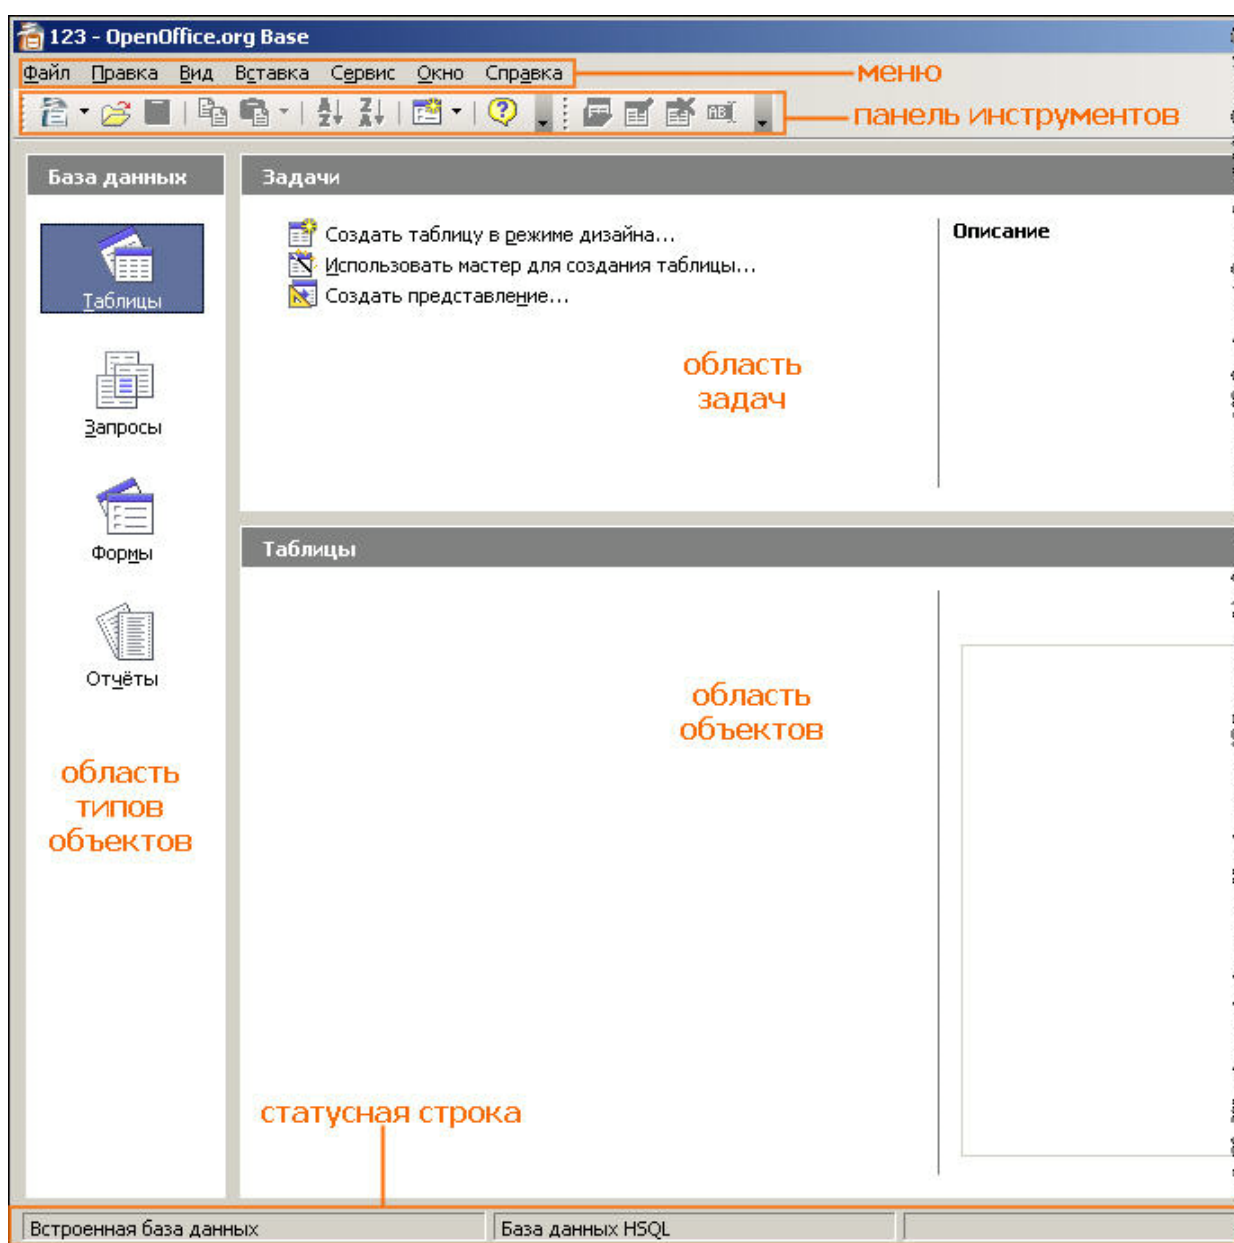 123 - OpenOffice.org Base
Файл Правка Вид Вставка Сервис Окно Справка
меню
панель инструментов
База данных
Задачи
Таблицы
Запросы
Формы
Отчёты
область
типов
объектов
Создать таблицу в режиме дизайна...
Использовать мастер для создания таблицы...
Создать представление...
Описание
область
задач
Таблицы
область
объектов
статусная строка
Встроенная база данных
База данных HSQL